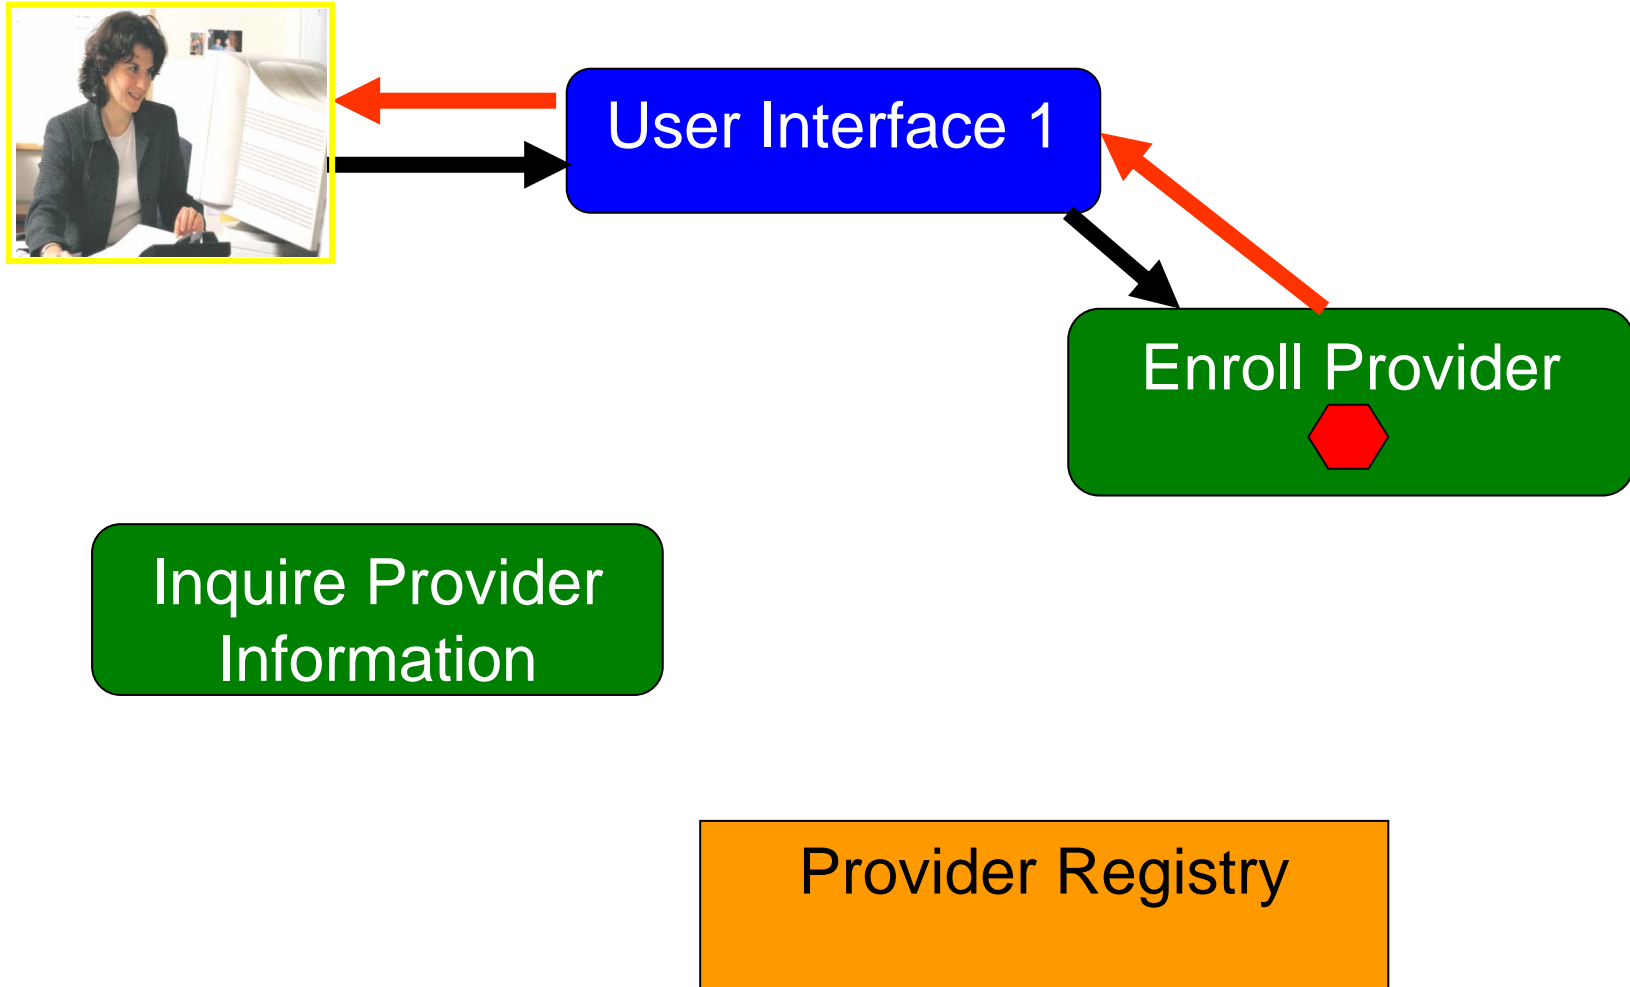 User Interface 1
Enroll Provider
Inquire Provider
Information
Provider Registry